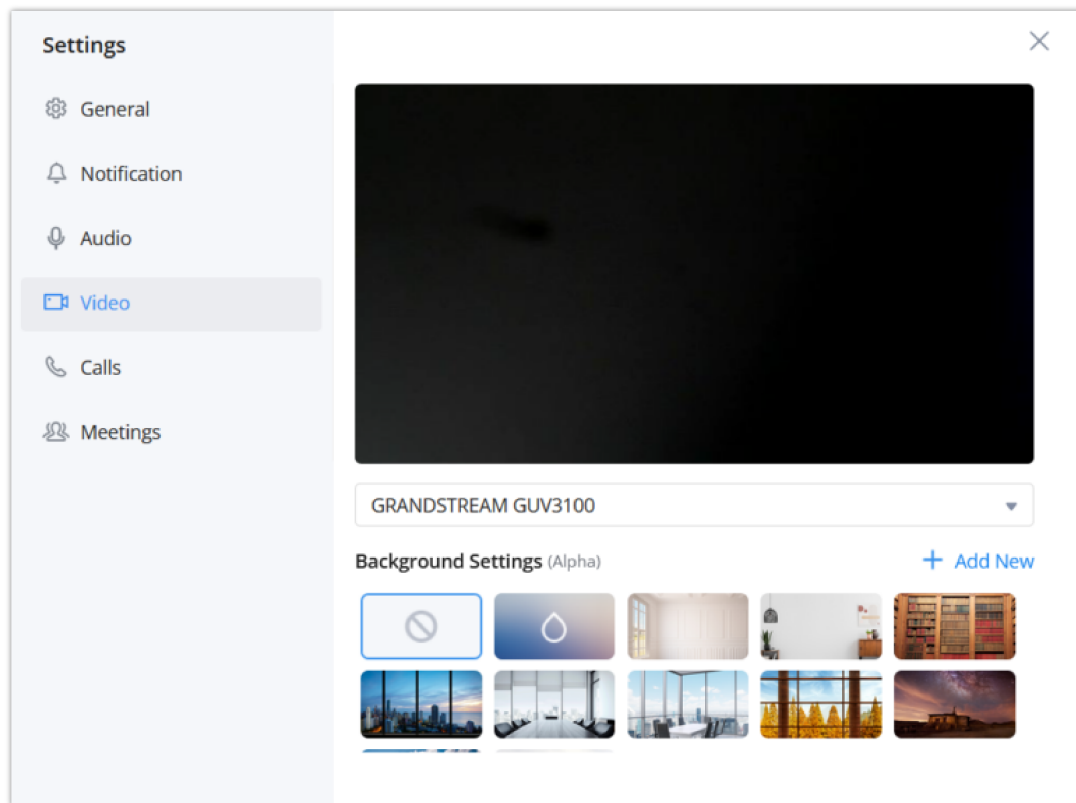 Settings
General
Notification
Audio
Video
Calls
Meetings
GRANDSTREAM GUV3100
Background Settings (Alpha)
+ Add New